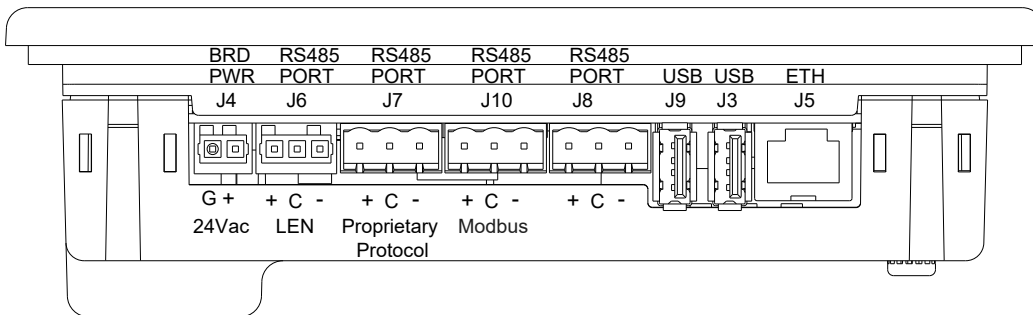 BRD RS485 RS485 RS485 RS485
PWR PORT PORT PORT PORT USB USB ETH
J4 J6 J7 J10 J8 J9 J3 J5
G + + C - + C - + C - + C -
24Vac LEN Proprietary Modbus
Protocol